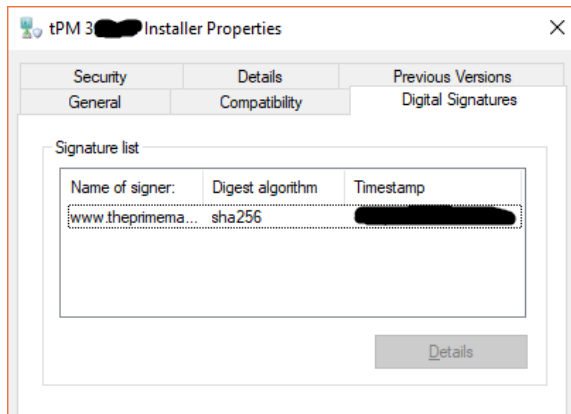 tPM 3 Installer Properties
Security Details Previous Versions
General Compatibility Digital Signatures
Signature list
Name of signer: Digest algorithm Timestamp
www.theprimema... sha256
Details